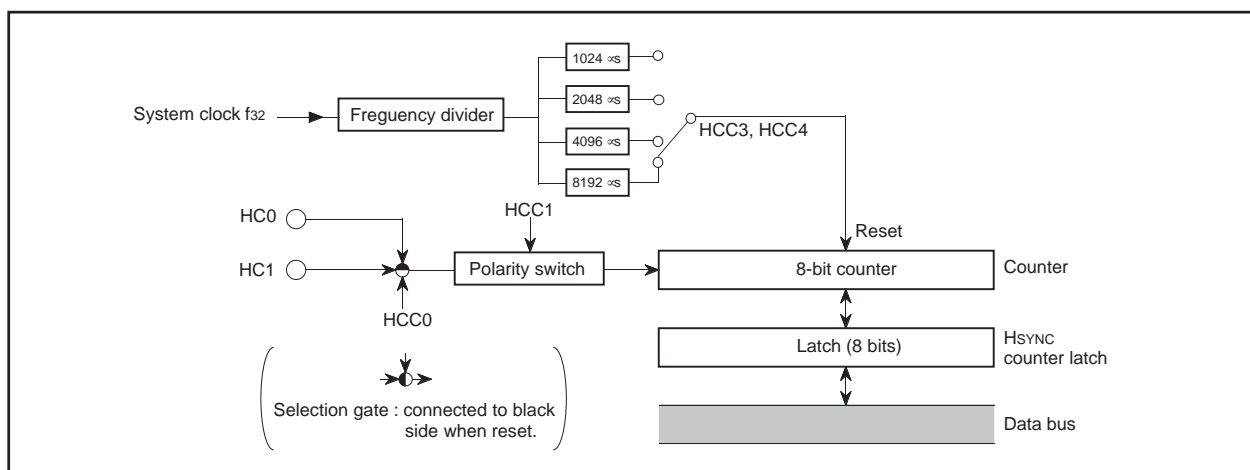 1024 ∝s
2048 ∝s
System clock f32
Freguency divider
HCC3, HCC4
4096 ∝s
8192 ∝s
HC0
HCC1
Reset
HC1
Polarity switch
8-bit counter
Counter
HCC0
Latch (8 bits)
HSYNC
counter latch
Selection gate : connected to black
side when reset.
Data bus